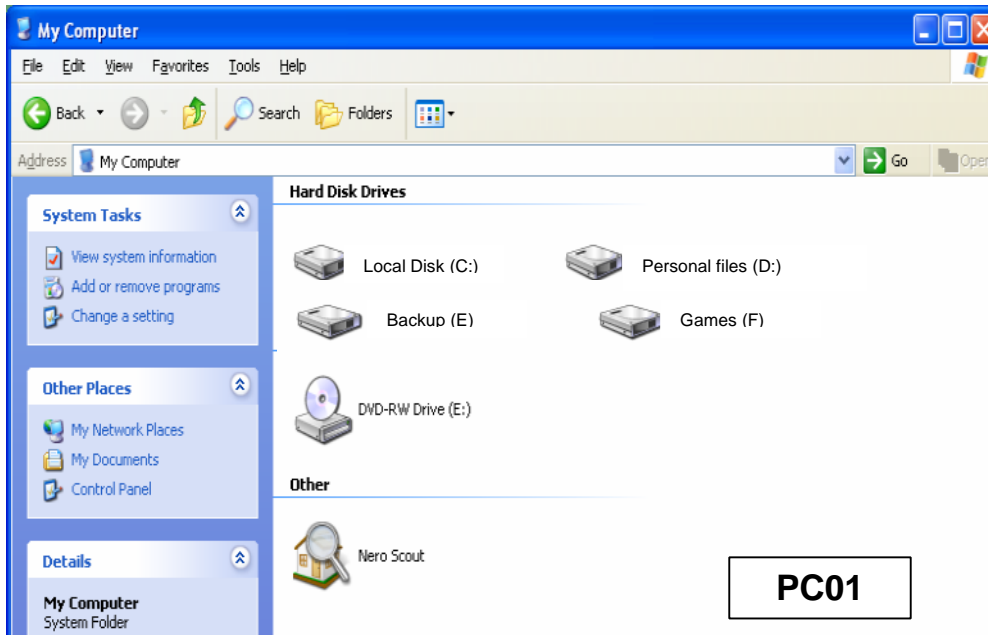 My Computer
File Edit View Favorites Tools Help
Back Search Folders
Address My Computer Go Open
System Tasks
View system information
Add or remove programs
Change a setting
Other Places
My Network Places
My Documents
Control Panel
Details
My Computer
System Folder
Hard Disk Drives
Local Disk (C:) Personal files (D:)
Backup (E) Games (F)
DVD-RW Drive (E:)
Other
Nero Scout
PC01